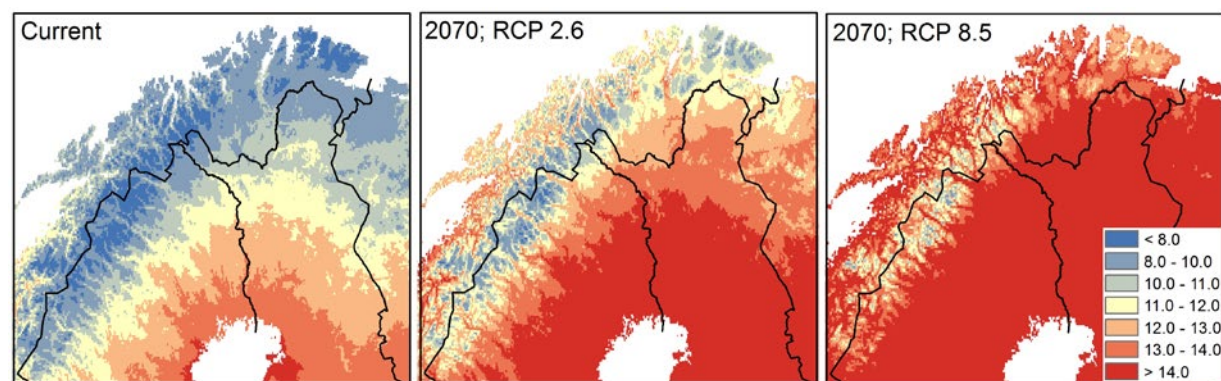 Current
2070; RCP 2.6
2070; RCP 8.5
< 8.0
8.0 - 10.0
10.0 - 11.0
11.0 - 12.0
12.0 - 13.0
13.0 - 14.0
> 14.0